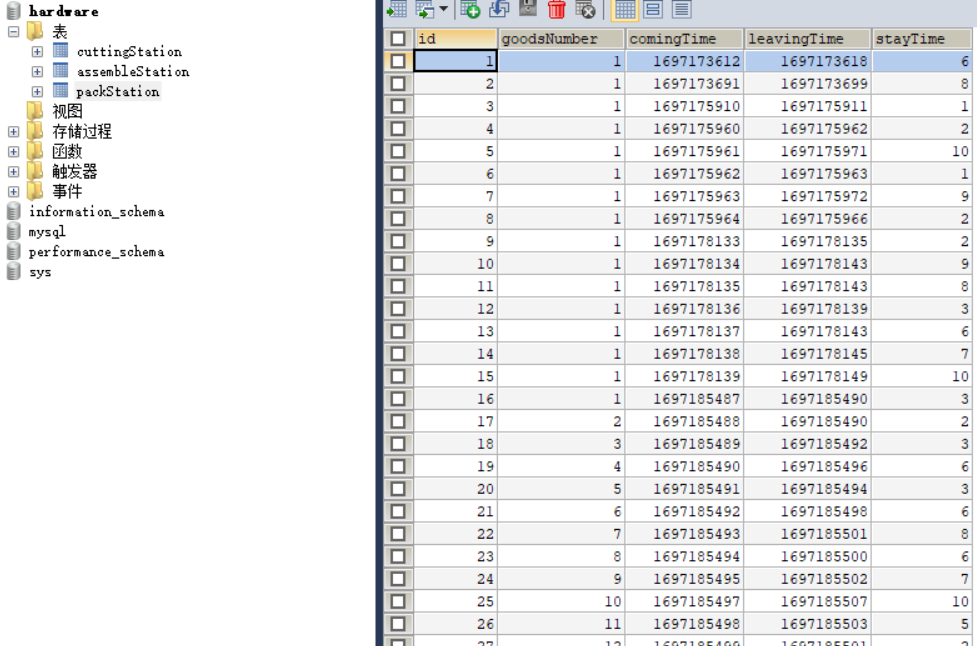 hardware
表
cuttingStation
assembleStation
packStation
视图
存储过程
函数
触发器
事件
information_schema
mysql
performance_schema
sys
id goodsNumber comingTime leavingTime stayTime
1 1 1697173612 1697173618 6
2 1 1697173691 1697173699 8
3 1 1697175910 1697175911 1
4 1 1697175960 1697175962 2
5 1 1697175961 1697175971 10
6 1 1697175962 1697175963 1
7 1 1697175963 1697175972 9
8 1 1697175964 1697175966 2
9 1 1697178133 1697178135 2
10 1 1697178134 1697178143 9
11 1 1697178135 1697178143 8
12 1 1697178136 1697178139 3
13 1 1697178137 1697178143 6
14 1 1697178138 1697178145 7
15 1 1697178139 1697178149 10
16 1 1697185487 1697185490 3
17 2 1697185488 1697185490 2
18 3 1697185489 1697185492 3
19 4 1697185490 1697185496 6
20 5 1697185491 1697185494 3
21 6 1697185492 1697185498 6
22 7 1697185493 1697185501 8
23 8 1697185494 1697185500 6
24 9 1697185495 1697185502 7
25 10 1697185497 1697185507 10
26 11 1697185498 1697185503 5